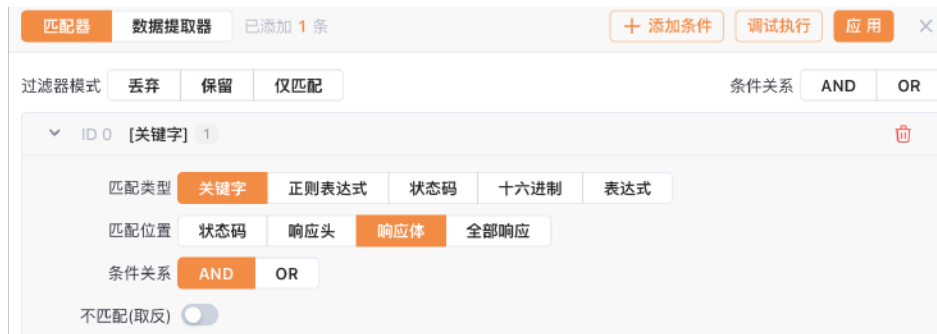 匹配器 数据提取器 已添加 1 条 + 添加条件 调试执行 应用
过滤器模式 丢弃 保留 仅匹配 条件关系 AND OR
ID 0 [关键字] 1
匹配类型 关键字 正则表达式 状态码 十六进制 表达式
匹配位置 状态码 响应头 响应体 全部响应
条件关系 AND OR
不匹配(取反)